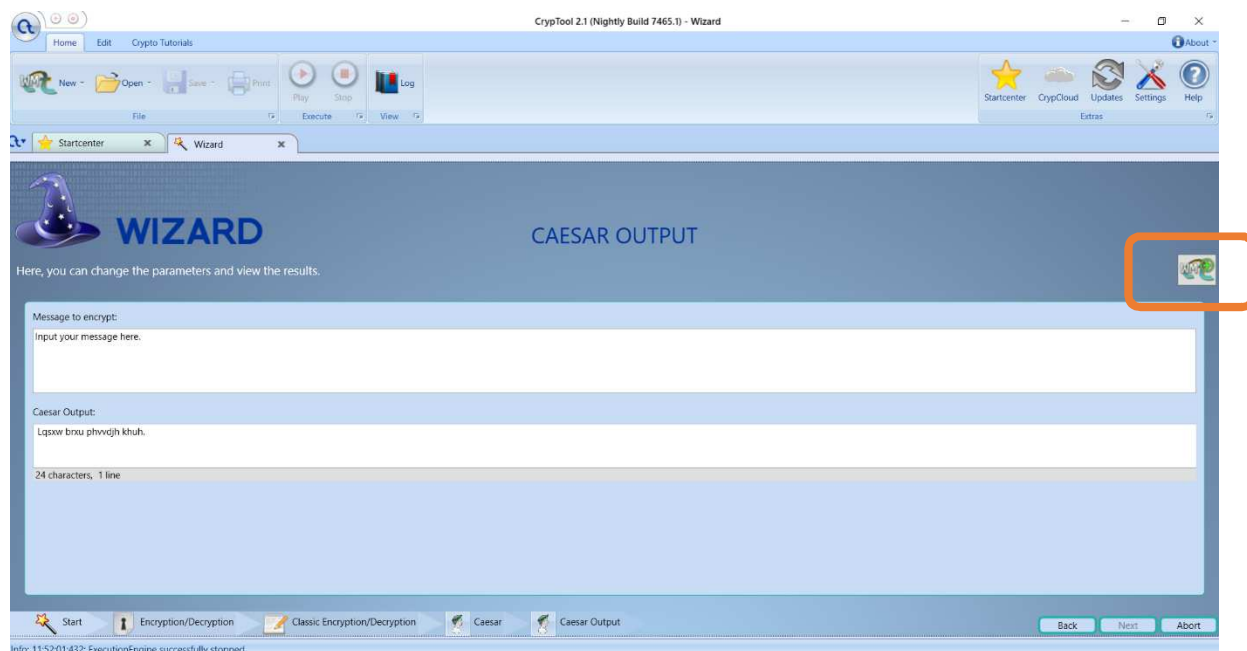 CrypTool 2.1 (Nightly Build 7465.1) - Wizard
Home Edit Crypto Tutorials About
New Open Save Print Play Stop Log Startcenter CrypCloud Updates Settings Help
File Execute View Extras
Startcenter Wizard
WIZARD
CAESAR OUTPUT
Here, you can change the parameters and view the results.
Message to encrypt:
Input your message here.
Caesar Output:
Lqsxw brxu phvvdjh khuh.
24 characters, 1 line
Start Encryption/Decryption Classic Encryption/Decryption Caesar Caesar Output Back Next Abort
Info: 11:52:01:432: ExecutionEngine successfully stopped